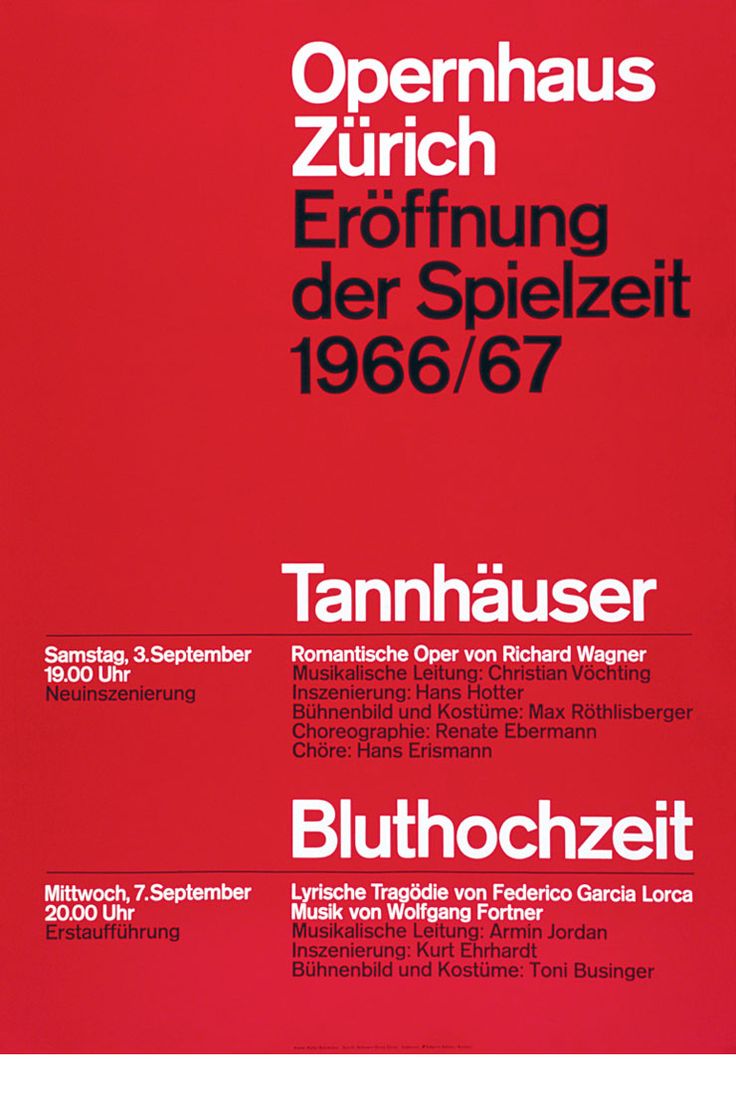 Opernhaus
Zürich
Eröffnung
der Spielzeit
1966/67
Tannhäuser
Samstag, 3. September
19.00 Uhr
Neuinszenierung
Romantische Oper von Richard Wagner
Musikalische Leitung: Christian Vöchting
Inszenierung: Hans Hotter
Bühnenbild und Kostüme: Max Röthlisberger
Choreographie: Renate Ebermann
Chöre: Hans Erismann
Bluthochzeit
Mittwoch, 7. September
20.00 Uhr
Erstaufführung
Lyrische Tragödie von Federico Garcia Lorca
Musik von Wolfgang Fortner
Musikalische Leitung: Armin Jordan
Inszenierung: Kurt Ehrhardt
Bühnenbild und Kostüme: Toni Businger